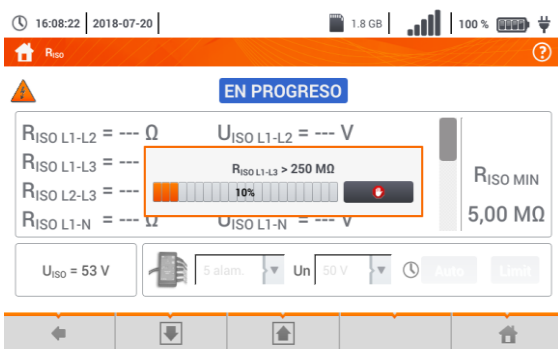 16:08:22 2018-07-20 1.8 GB 100 %
RISO ?
EN PROGRESO
RISO L1-L2 = --- Ω UISO L1-L2 = --- V
RISO L1-L3 = ---
RISO L2-L3 = ---
RISO L1-N = --- Ω UISO L1-N = --- V
RISO L1-L3 > 250 MΩ
10%
RISO MIN
5,00 MΩ
UISO = 53 V
5 alam. Un 50 V Auto Limit